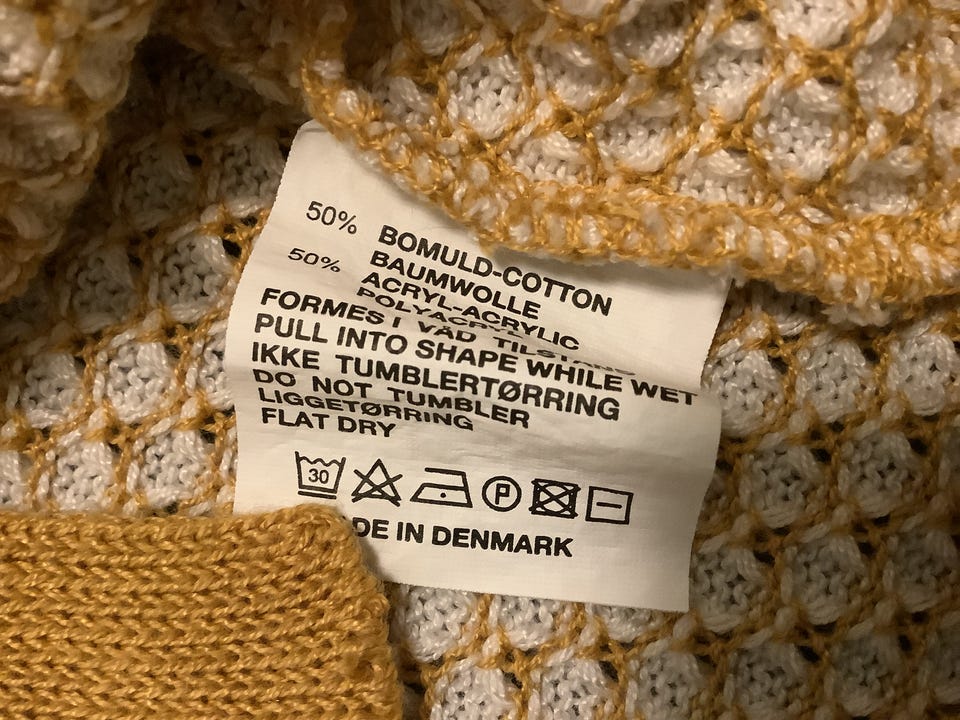 50% BOMULD-COTTON
BAUMWOLLE
50% ACRYL-ACRYLIC
FORMES I VÅD
PULL INTO SHAPE WHILE WET
IKKE TUMBLERTØRRING
DO NOT TUMBLER
LIGGETØRRING
FLAT DRY
30 P
DE IN DENMARK